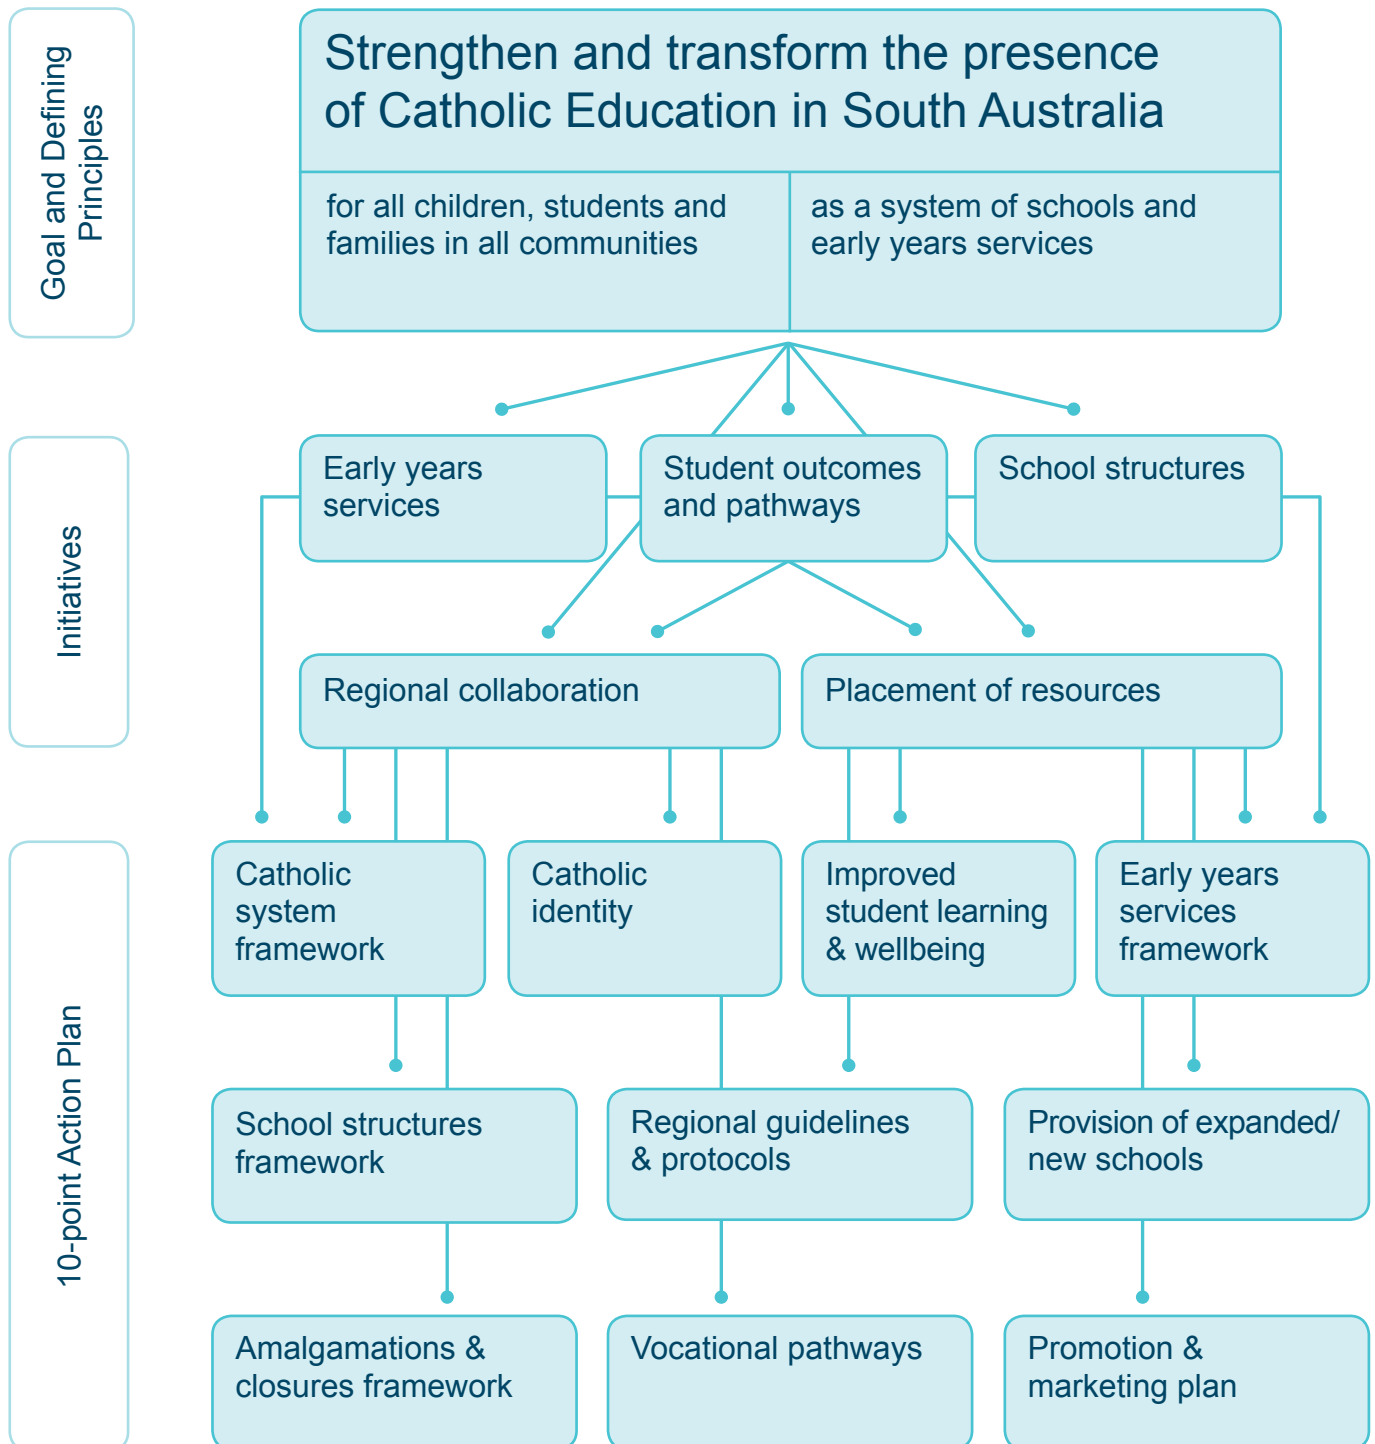 Goal and Defining
Principles
Strengthen and transform the presence
of Catholic Education in South Australia
for all children, students and
families in all communities
as a system of schools and
early years services
Initiatives
Early years
services
Student outcomes
and pathways
School structures
Regional collaboration
Placement of resources
10-point Action Plan
Catholic
system
framework
Catholic
identity
Improved
student learning
& wellbeing
Early years
services
framework
School structures
framework
Regional guidelines
& protocols
Provision of expanded/
new schools
Amalgamations &
closures framework
Vocational pathways
Promotion &
marketing plan